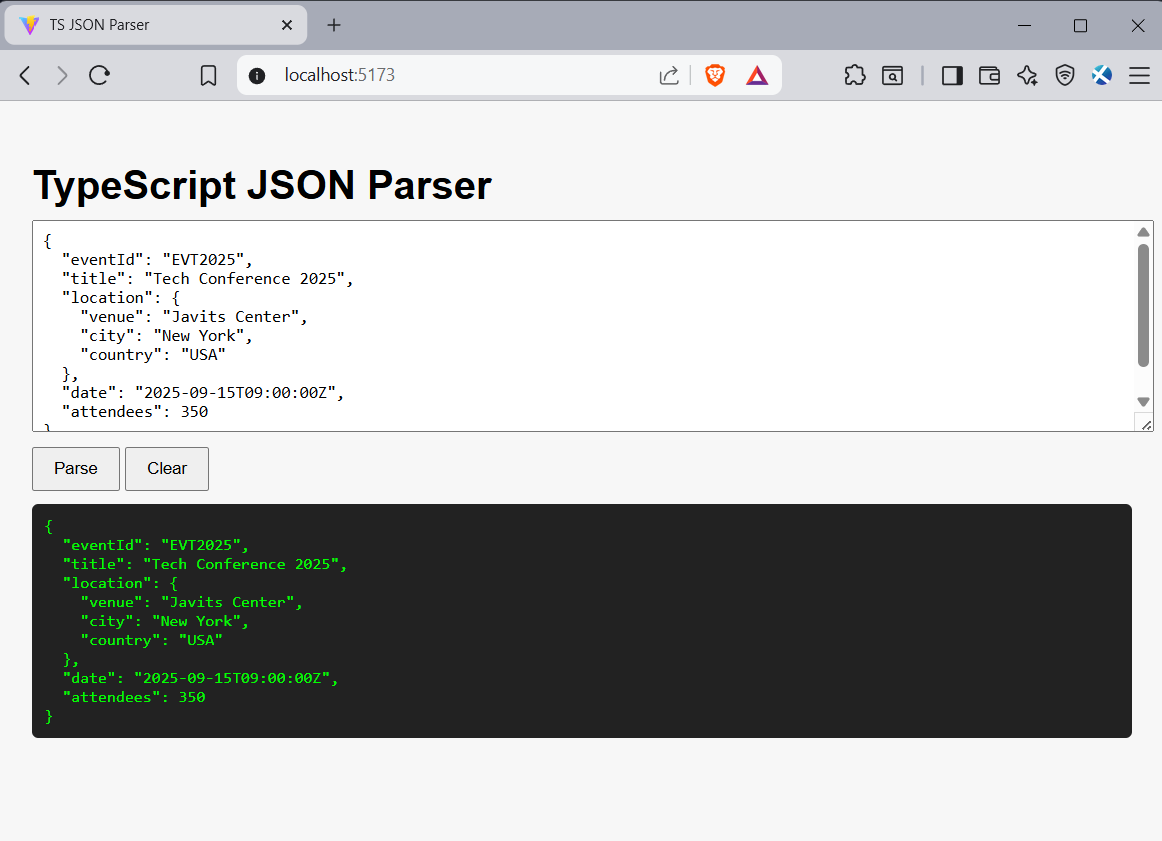 TS JSON Parser
localhost:5173
TypeScript JSON Parser
{
  "eventId": "EVT2025",
  "title": "Tech Conference 2025",
  "location": {
    "venue": "Javits Center",
    "city": "New York",
    "country": "USA"
  },
  "date": "2025-09-15T09:00:00Z",
  "attendees": 350
}
Parse Clear
{
  "eventId": "EVT2025",
  "title": "Tech Conference 2025",
  "location": {
    "venue": "Javits Center",
    "city": "New York",
    "country": "USA"
  },
  "date": "2025-09-15T09:00:00Z",
  "attendees": 350
}